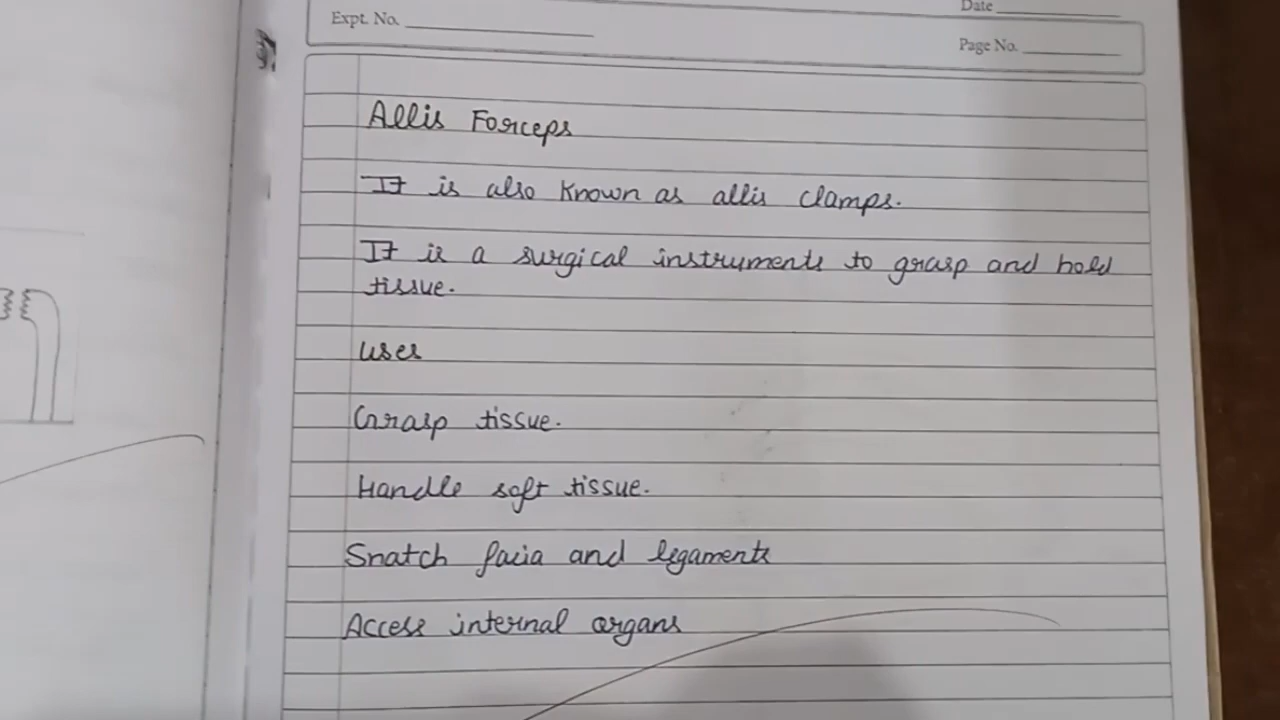 Date
Expt. No.
Page No.
Allis Forceps
It is also known as allis clamps.
It is a surgical instruments to grasp and hold
tissue.
Uses
Grasp tissue.
Handle soft tissue.
Snatch facia and ligaments
Access internal organs